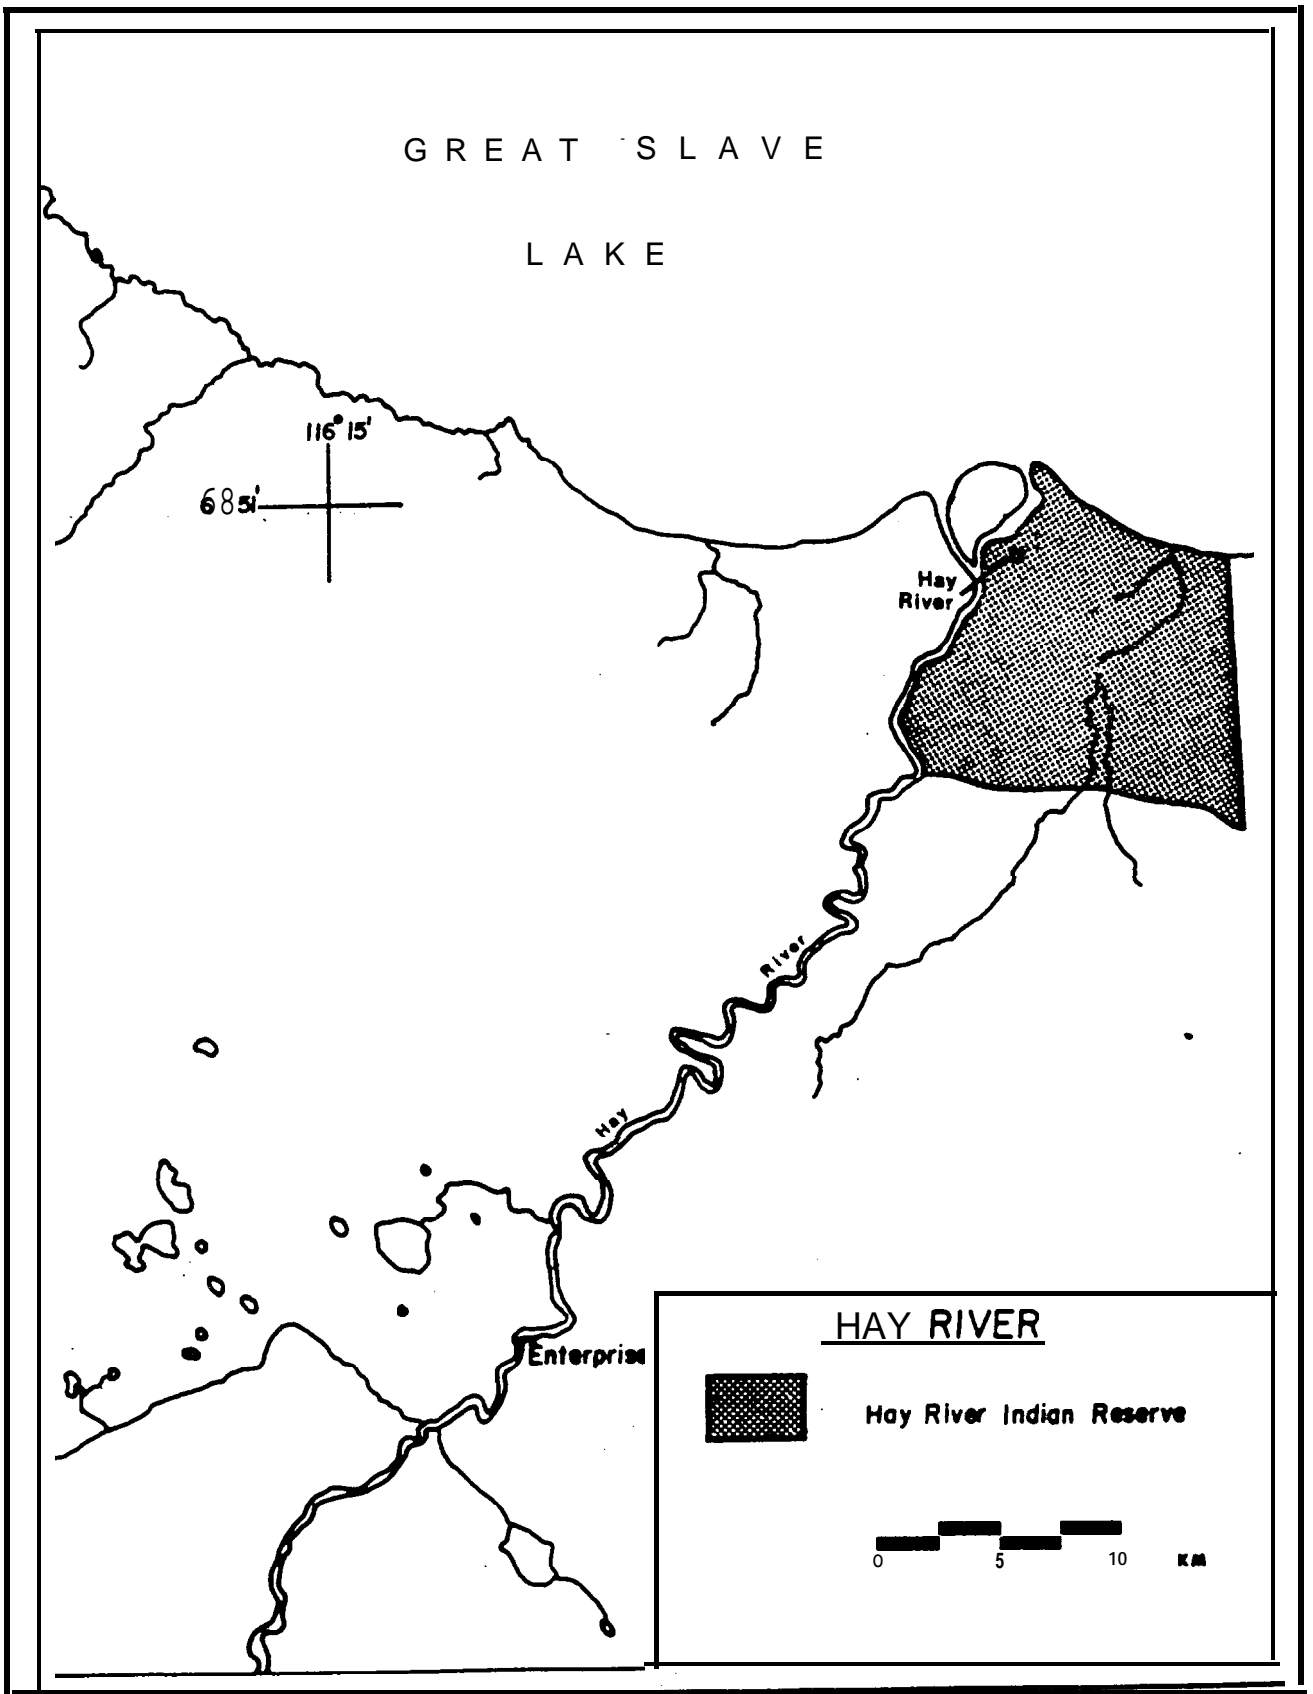 GREAT SLAVE
LAKE
116° 15'
68 51'
Hay
River
River
Hay
Enterprise
HAY RIVER
Hay River Indian Reserve
0 5 10 KM